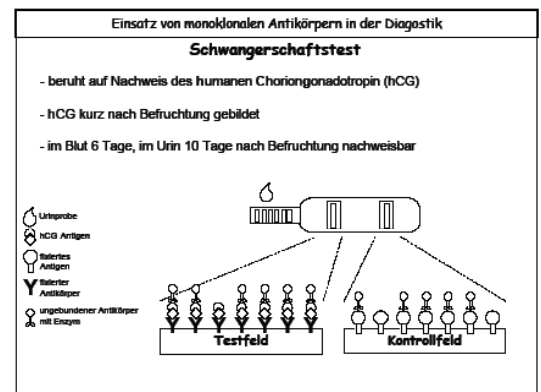 Einsatz von monoklonalen Antikörpern in der Diagostik
Schwangerschaftstest
- beruht auf Nachweis des humanen Choriongonadotropin (hCG)
- hCG kurz nach Befruchtung gebildet
- im Blut 6 Tage, im Urin 10 Tage nach Befruchtung nachweisbar
Urinprobe
hCG Antigen
fixiertes
Antigen
fixierter
Antikörper
ungebundener Antikörper
mit Enzym
Testfeld
Kontrollfeld